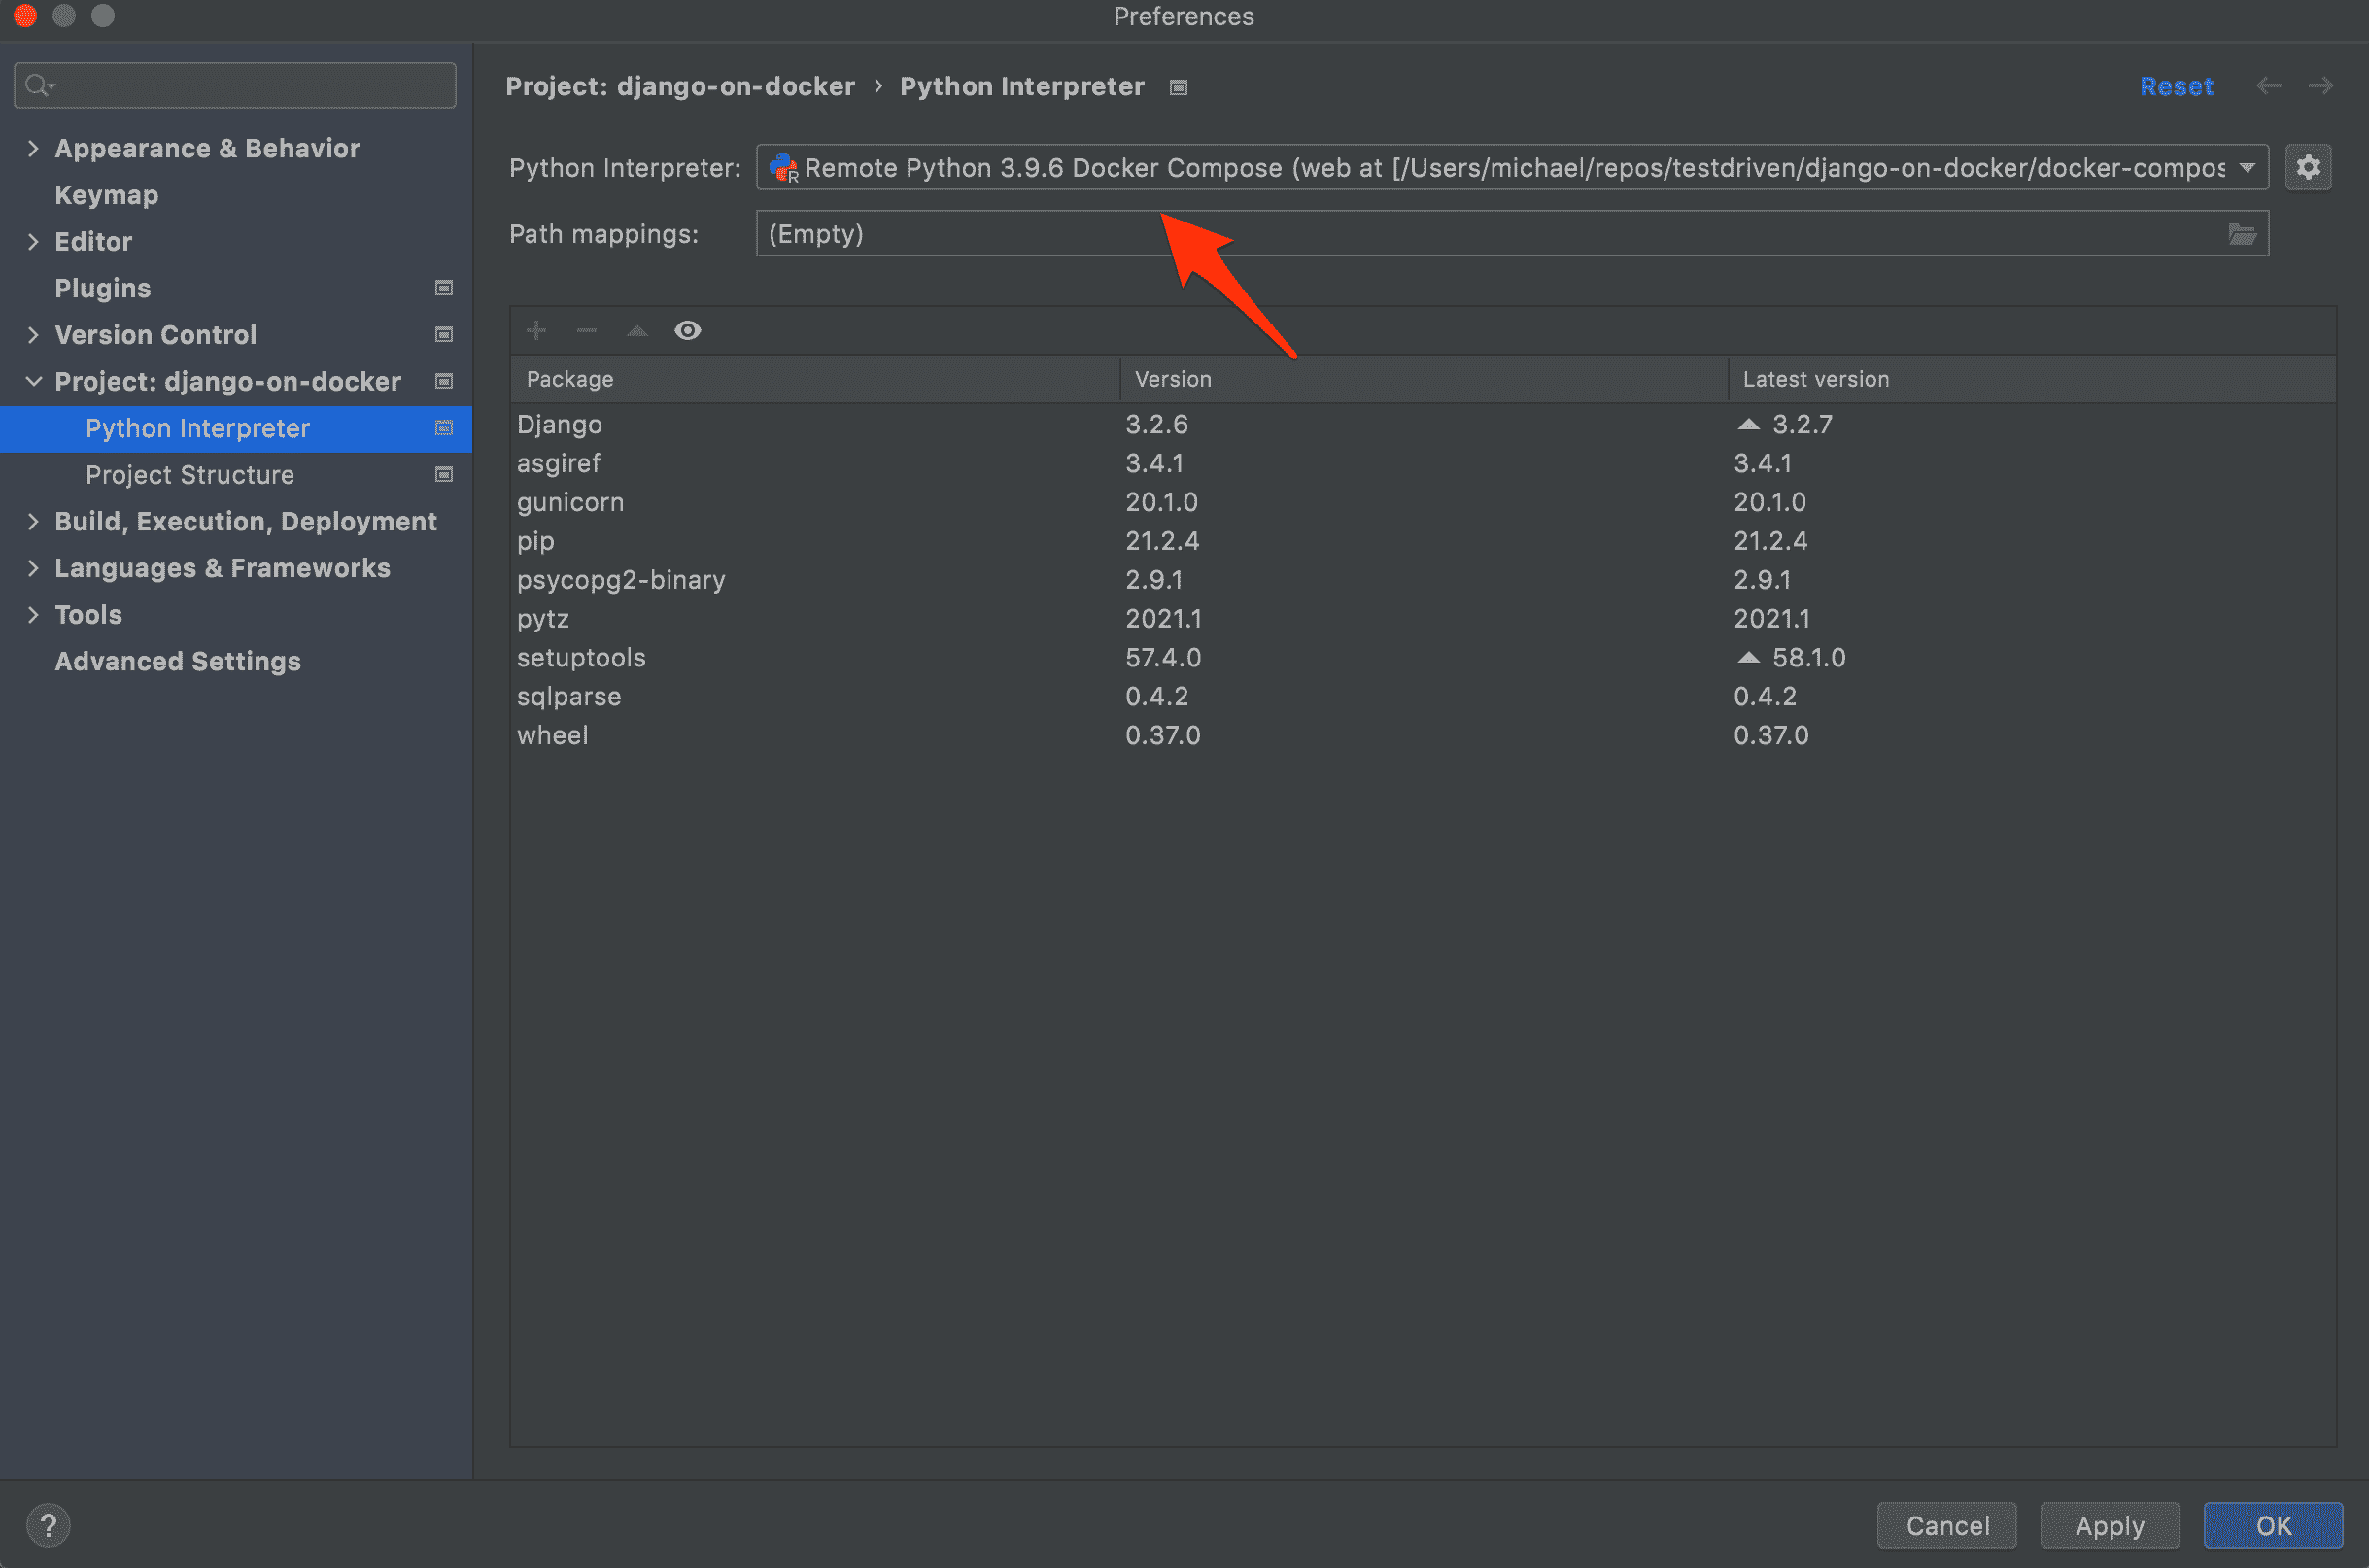 Preferences
Project: django-on-docker › Python Interpreter
Reset
Appearance & Behavior
Keymap
Editor
Plugins
Version Control
Project: django-on-docker
Python Interpreter
Project Structure
Build, Execution, Deployment
Languages & Frameworks
Tools
Advanced Settings
Python Interpreter: R Remote Python 3.9.6 Docker Compose (web at [/Users/michael/repos/testdriven/django-on-docker/docker-compos
Path mappings: (Empty)
Package Version Latest version
Django 3.2.6 3.2.7
asgiref 3.4.1 3.4.1
gunicorn 20.1.0 20.1.0
pip 21.2.4 21.2.4
psycopg2-binary 2.9.1 2.9.1
pytz 2021.1 2021.1
setuptools 57.4.0 58.1.0
sqlparse 0.4.2 0.4.2
wheel 0.37.0 0.37.0
? Cancel Apply OK